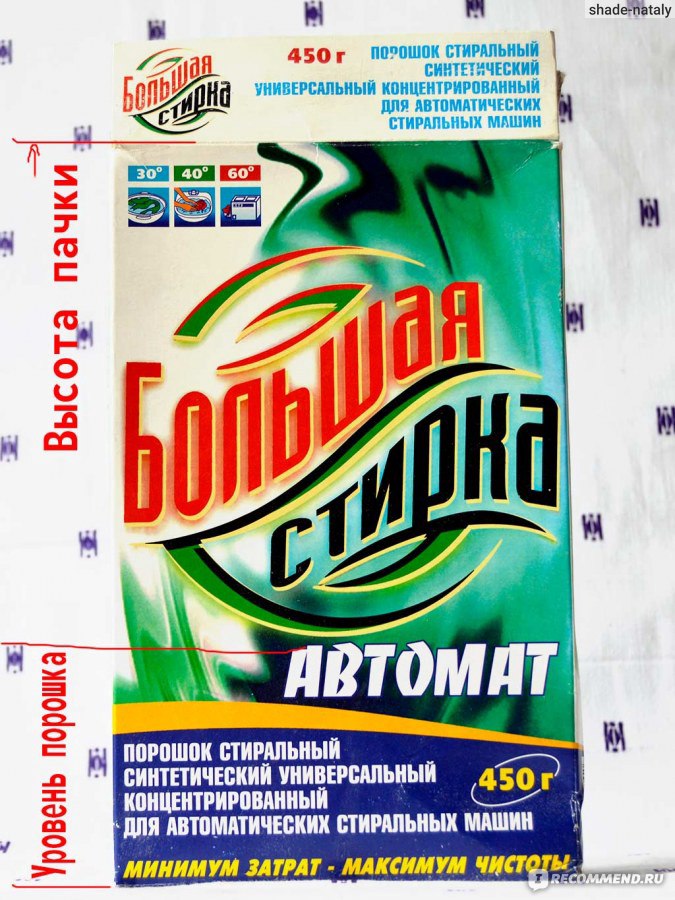 shade-nataly
Большая
стирка
450 г
ПОРОШОК СТИРАЛЬНЫЙ
СИНТЕТИЧЕСКИЙ
УНИВЕРСАЛЬНЫЙ КОНЦЕНТРИРОВАННЫЙ
ДЛЯ АВТОМАТИЧЕСКИХ
СТИРАЛЬНЫХ МАШИН
30° 40° 60°
Высота пачки
Большая
стирка
АВТОМАТ
Уровень порошка
ПОРОШОК СТИРАЛЬНЫЙ
СИНТЕТИЧЕСКИЙ УНИВЕРСАЛЬНЫЙ
КОНЦЕНТРИРОВАННЫЙ
ДЛЯ АВТОМАТИЧЕСКИХ СТИРАЛЬНЫХ МАШИН
450 г
МИНИМУМ ЗАТРАТ - МАКСИМУМ ЧИСТОТЫ
IRECOMMEND.RU